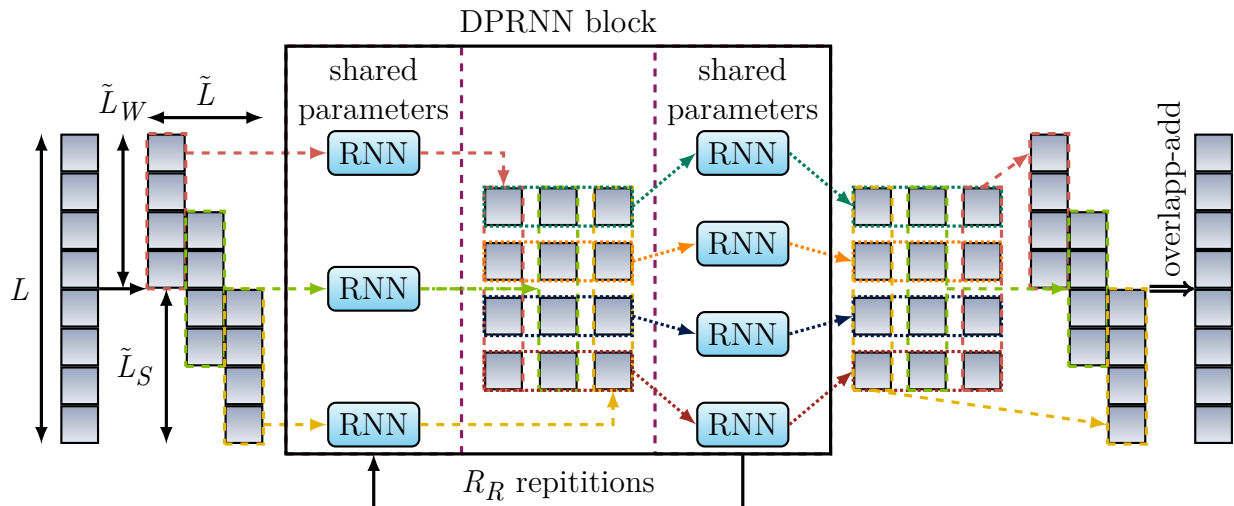 DPRNN block
shared
parameters
shared
parameters
L̃_W
L̃
RNN
RNN
overlapp-add
RNN
L
RNN
RNN
L̃_S
RNN
RNN
R_R repititions